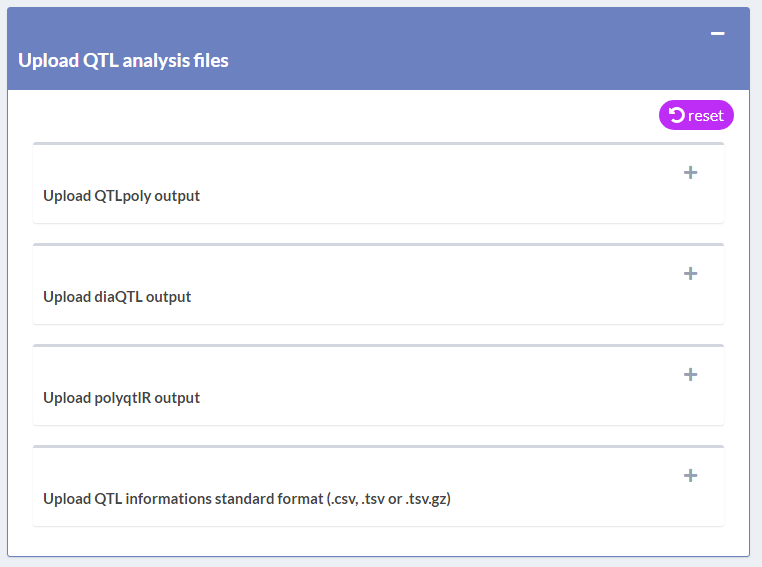 Upload QTL analysis files
reset
Upload QTLpoly output
Upload diaQTL output
Upload polyqtlR output
Upload QTL informations standard format (.csv, .tsv or .tsv.gz)